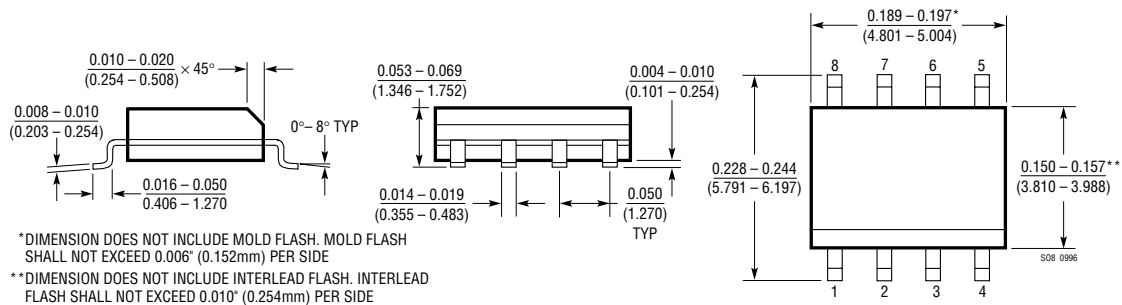 0.010 – 0.020
(0.254 – 0.508)
× 45°
0.008 – 0.010
(0.203 – 0.254)
0°– 8° TYP
0.016 – 0.050
0.406 – 1.270
0.053 – 0.069
(1.346 – 1.752)
0.004 – 0.010
(0.101 – 0.254)
0.014 – 0.019
(0.355 – 0.483)
0.050
(1.270)
TYP
0.189 – 0.197*
(4.801 – 5.004)
8 7 6 5
0.228 – 0.244
(5.791 – 6.197)
0.150 – 0.157**
(3.810 – 3.988)
1 2 3 4
SO8 0996
*DIMENSION DOES NOT INCLUDE MOLD FLASH. MOLD FLASH
SHALL NOT EXCEED 0.006" (0.152mm) PER SIDE
**DIMENSION DOES NOT INCLUDE INTERLEAD FLASH. INTERLEAD
FLASH SHALL NOT EXCEED 0.010" (0.254mm) PER SIDE